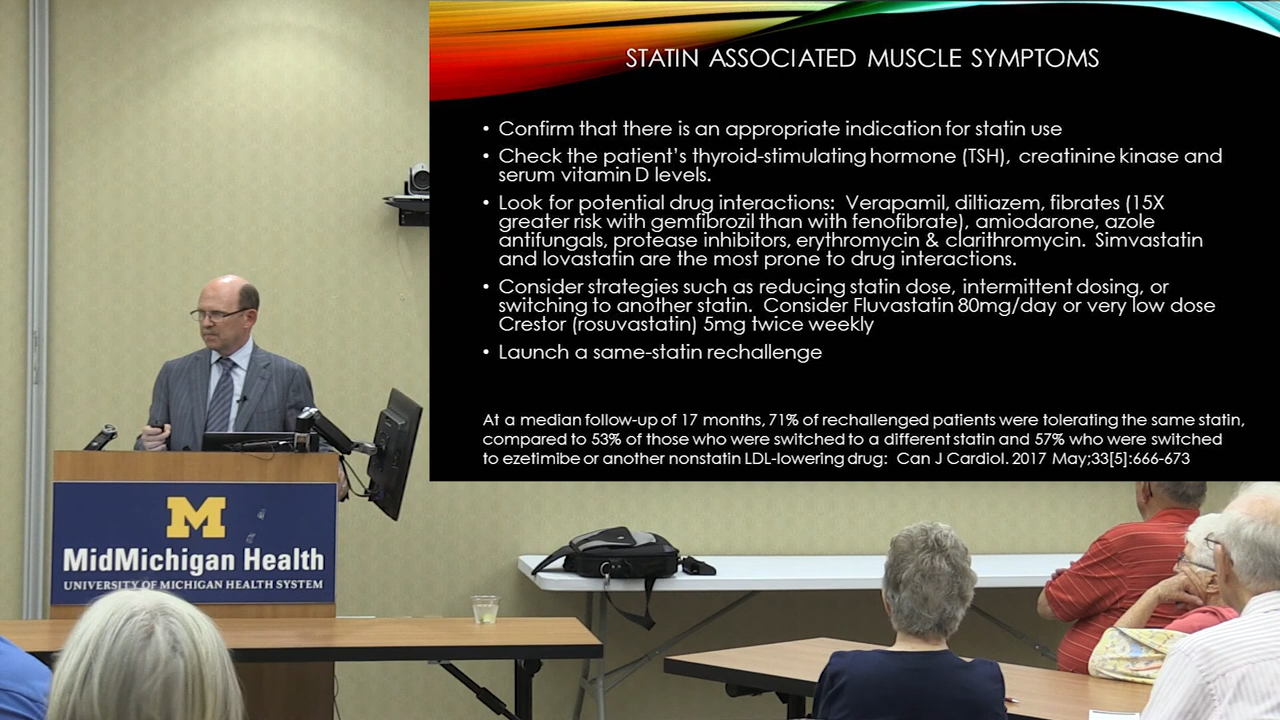 STATIN ASSOCIATED MUSCLE SYMPTOMS
• Confirm that there is an appropriate indication for statin use
• Check the patient's thyroid-stimulating hormone (TSH), creatinine kinase and
serum vitamin D levels.
• Look for potential drug interactions: Verapamil, diltiazem, fibrates (15X
greater risk with gemfibrozil than with fenofibrate), amiodarone, azole
antifungals, protease inhibitors, erythromycin & clarithromycin. Simvastatin
and lovastatin are the most prone to drug interactions.
• Consider strategies such as reducing statin dose, intermittent dosing, or
switching to another statin. Consider Fluvastatin 80mg/day or very low dose
Crestor (rosuvastatin) 5mg twice weekly
• Launch a same-statin rechallenge
At a median follow-up of 17 months, 71% of rechallenged patients were tolerating the same statin,
compared to 53% of those who were switched to a different statin and 57% who were switched
to ezetimibe or another nonstatin LDL-lowering drug: Can J Cardiol. 2017 May;33[5]:666-673
M
MidMichigan Health
UNIVERSITY OF MICHIGAN HEALTH SYSTEM